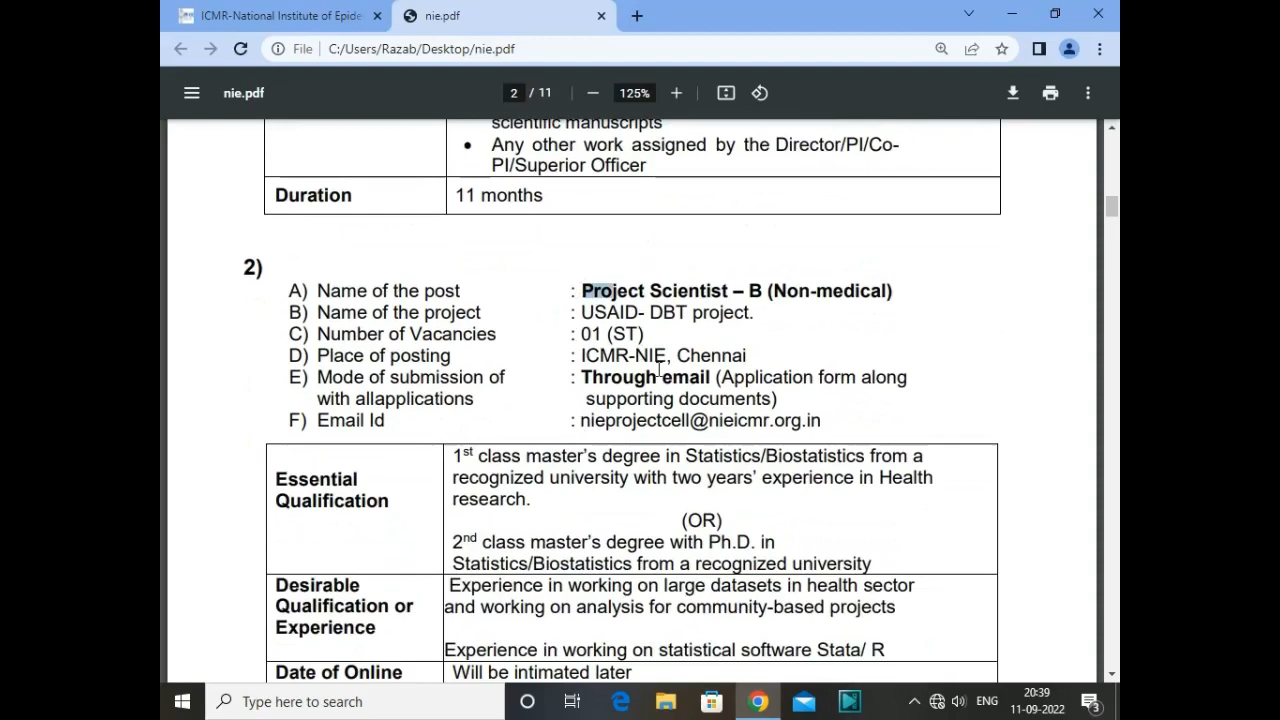 ICMR-National Institute of Epide
nie.pdf
File
C:/Users/Razab/Desktop/nie.pdf
nie.pdf
2 / 11
125%
scientific manuscripts
• Any other work assigned by the Director/PI/Co-
PI/Superior Officer
Duration 11 months
2)
A) Name of the post : Project Scientist – B (Non-medical)
B) Name of the project : USAID- DBT project.
C) Number of Vacancies : 01 (ST)
D) Place of posting : ICMR-NIE, Chennai
E) Mode of submission of : Through email (Application form along
with allapplications supporting documents)
F) Email Id : nieprojectcell@nieicmr.org.in
Essential
Qualification
1st class master's degree in Statistics/Biostatistics from a
recognized university with two years' experience in Health
research.
(OR)
2nd class master's degree with Ph.D. in
Statistics/Biostatistics from a recognized university
Desirable
Qualification or
Experience
Experience in working on large datasets in health sector
and working on analysis for community-based projects
Experience in working on statistical software Stata/ R
Date of Online Will be intimated later
Type here to search
ENG
20:39
11-09-2022
3